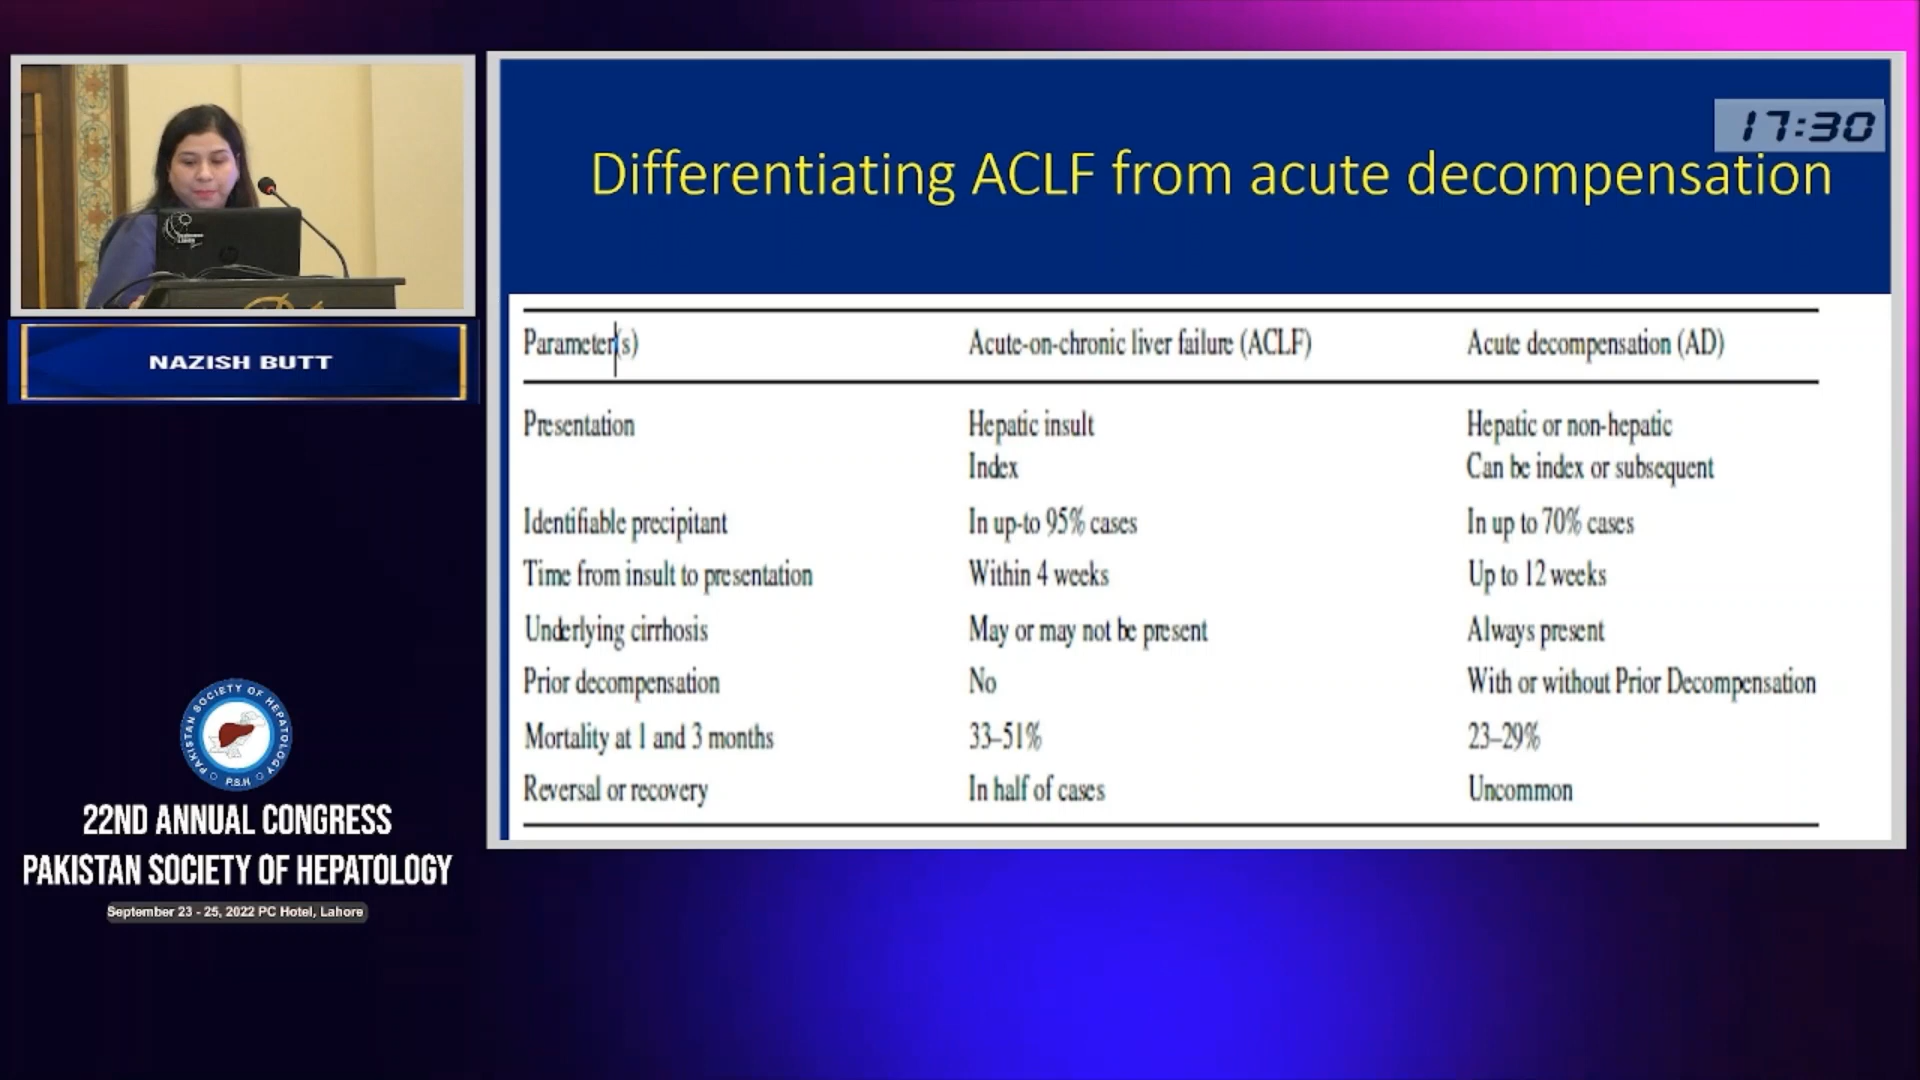 17:30
Differentiating ACLF from acute decompensation
Parameter(s) Acute-on-chronic liver failure (ACLF) Acute decompensation (AD)
Presentation Hepatic insult Hepatic or non-hepatic
Index Can be index or subsequent
Identifiable precipitant In up-to 95% cases In up to 70% cases
Time from insult to presentation Within 4 weeks Up to 12 weeks
Underlying cirrhosis May or may not be present Always present
Prior decompensation No With or without Prior Decompensation
Mortality at 1 and 3 months 33–51% 23–29%
Reversal or recovery In half of cases Uncommon
NAZISH BUTT
PAKISTAN SOCIETY OF HEPATOLOGY
P.S.H
22ND ANNUAL CONGRESS
PAKISTAN SOCIETY OF HEPATOLOGY
September 23 - 25, 2022 PC Hotel, Lahore